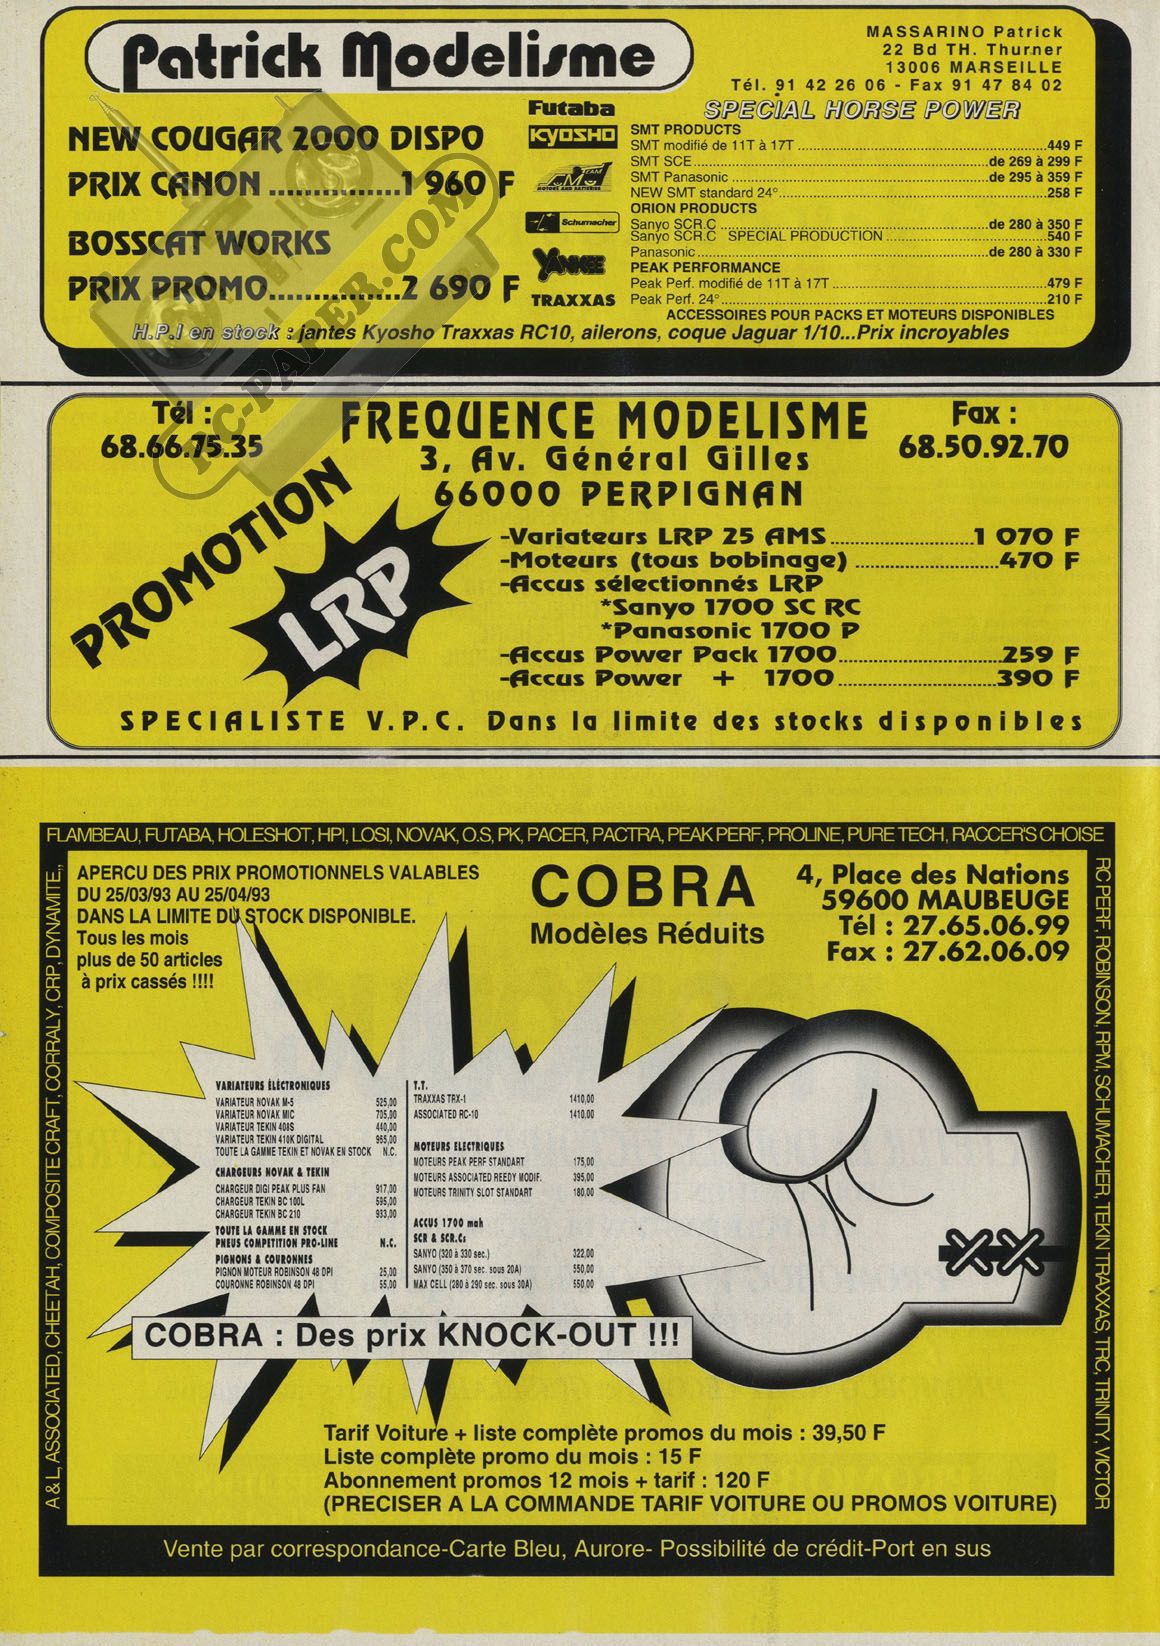 Patrick Modelisme
MASSARINO Patrick
22 Bd TH. Thurner
13006 MARSEILLE
Tél. 91 42 26 06 - Fax 91 47 84 02
NEW COUGAR 2000 DISPO
PRIX CANON ...............1 960 F
BOSSCAT WORKS
PRIX PROMO...............2 690 F
Futaba
KYOSHO
TEAM
CML
MOTORS AND BATTERIES
Schumacher
YANKEE
TRAXXAS
SPECIAL HORSE POWER
SMT PRODUCTS
SMT modifié de 11T à 17T ...449 F
SMT SCE...de 269 à 299 F
SMT Panasonic ...de 295 à 359 F
NEW SMT standard 24°...258 F
ORION PRODUCTS
Sanyo SCR.C ...de 280 à 350 F
Sanyo SCR.C SPECIAL PRODUCTION ...540 F
Panasonic...de 280 à 330 F
PEAK PERFORMANCE
Peak Perf. modifié de 11T à 17T...479 F
Peak Perf. 24°...210 F
ACCESSOIRES POUR PACKS ET MOTEURS DISPONIBLES
H.P.I en stock : jantes Kyosho Traxxas RC10, ailerons, coque Jaguar 1/10...Prix incroyables
RC-PAPER.COM
Tél :
68.66.75.35
FREQUENCE MODELISME
3, Av. Général Gilles
66000 PERPIGNAN
Fax :
68.50.92.70
PROMOTION
LRP
-Variateurs LRP 25 AMS...1 070 F
-Moteurs (tous bobinage) ...470 F
-Accus sélectionnés LRP
*Sanyo 1700 SC RC
*Panasonic 1700 P
-Accus Power Pack 1700...259 F
-Accus Power + 1700...390 F
SPECIALISTE V.P.C. Dans la limite des stocks disponibles
FLAMBEAU, FUTABA, HOLESHOT, HPI, LOSI, NOVAK, O.S, PK, PACER, PACTRA, PEAK PERF, PROLINE, PURE TECH, RACCER'S CHOISE
A & L, ASSOCIATED, CHEETAH, COMPOSITE CRAFT, CORRALY, CRP, DYNAMITE,,
RC PERF, ROBINSON, RPM, SCHUMACHER, TEKIN TRAXXAS, TRC, TRINITY, VICTOR
APERCU DES PRIX PROMOTIONNELS VALABLES
DU 25/03/93 AU 25/04/93
DANS LA LIMITE DU STOCK DISPONIBLE.
Tous les mois
plus de 50 articles
à prix cassés !!!!
COBRA
Modèles Réduits
4, Place des Nations
59600 MAUBEUGE
Tél : 27.65.06.99
Fax : 27.62.06.09
VARIATEURS ÉLÉCTRONIQUES
VARIATEUR NOVAK M-5 525,00
VARIATEUR NOVAK MIC 705,00
VARIATEUR TEKIN 408S 440,00
VARIATEUR TEKIN 410K DIGITAL 965,00
TOUTE LA GAMME TEKIN ET NOVAK EN STOCK N.C.
CHARGEURS NOVAK & TEKIN
CHARGEUR DIGI PEAK PLUS FAN 917,00
CHARGEUR TEKIN BC 100L 595,00
CHARGEUR TEKIN BC 210 933,00
TOUTE LA GAMME EN STOCK
PNEUS COMPETITION PRO-LINE N.C.
PIGNONS & COURONNES
PIGNON MOTEUR ROBINSON 48 DPI 25,00
COURONNE ROBINSON 48 DPI 55,00
T.T.
TRAXXAS TRX-1 1410,00
ASSOCIATED RC-10 1410,00
MOTEURS ELECTRIQUES
MOTEURS PEAK PERF STANDART 175,00
MOTEURS ASSOCIATED REEDY MODIF. 395,00
MOTEURS TRINITY SLOT STANDART 180,00
ACCUS 1700 mah
SCR & SCR.Cs
SANYO (320 à 330 sec.) 322,00
SANYO (350 à 370 sec. sous 20A) 550,00
MAX CELL (280 à 290 sec. sous 30A) 550,00
COBRA : Des prix KNOCK-OUT !!!
Tarif Voiture + liste complète promos du mois : 39,50 F
Liste complète promo du mois : 15 F
Abonnement promos 12 mois + tarif : 120 F
(PRECISER A LA COMMANDE TARIF VOITURE OU PROMOS VOITURE)
Vente par correspondance-Carte Bleu, Aurore- Possibilité de crédit-Port en sus